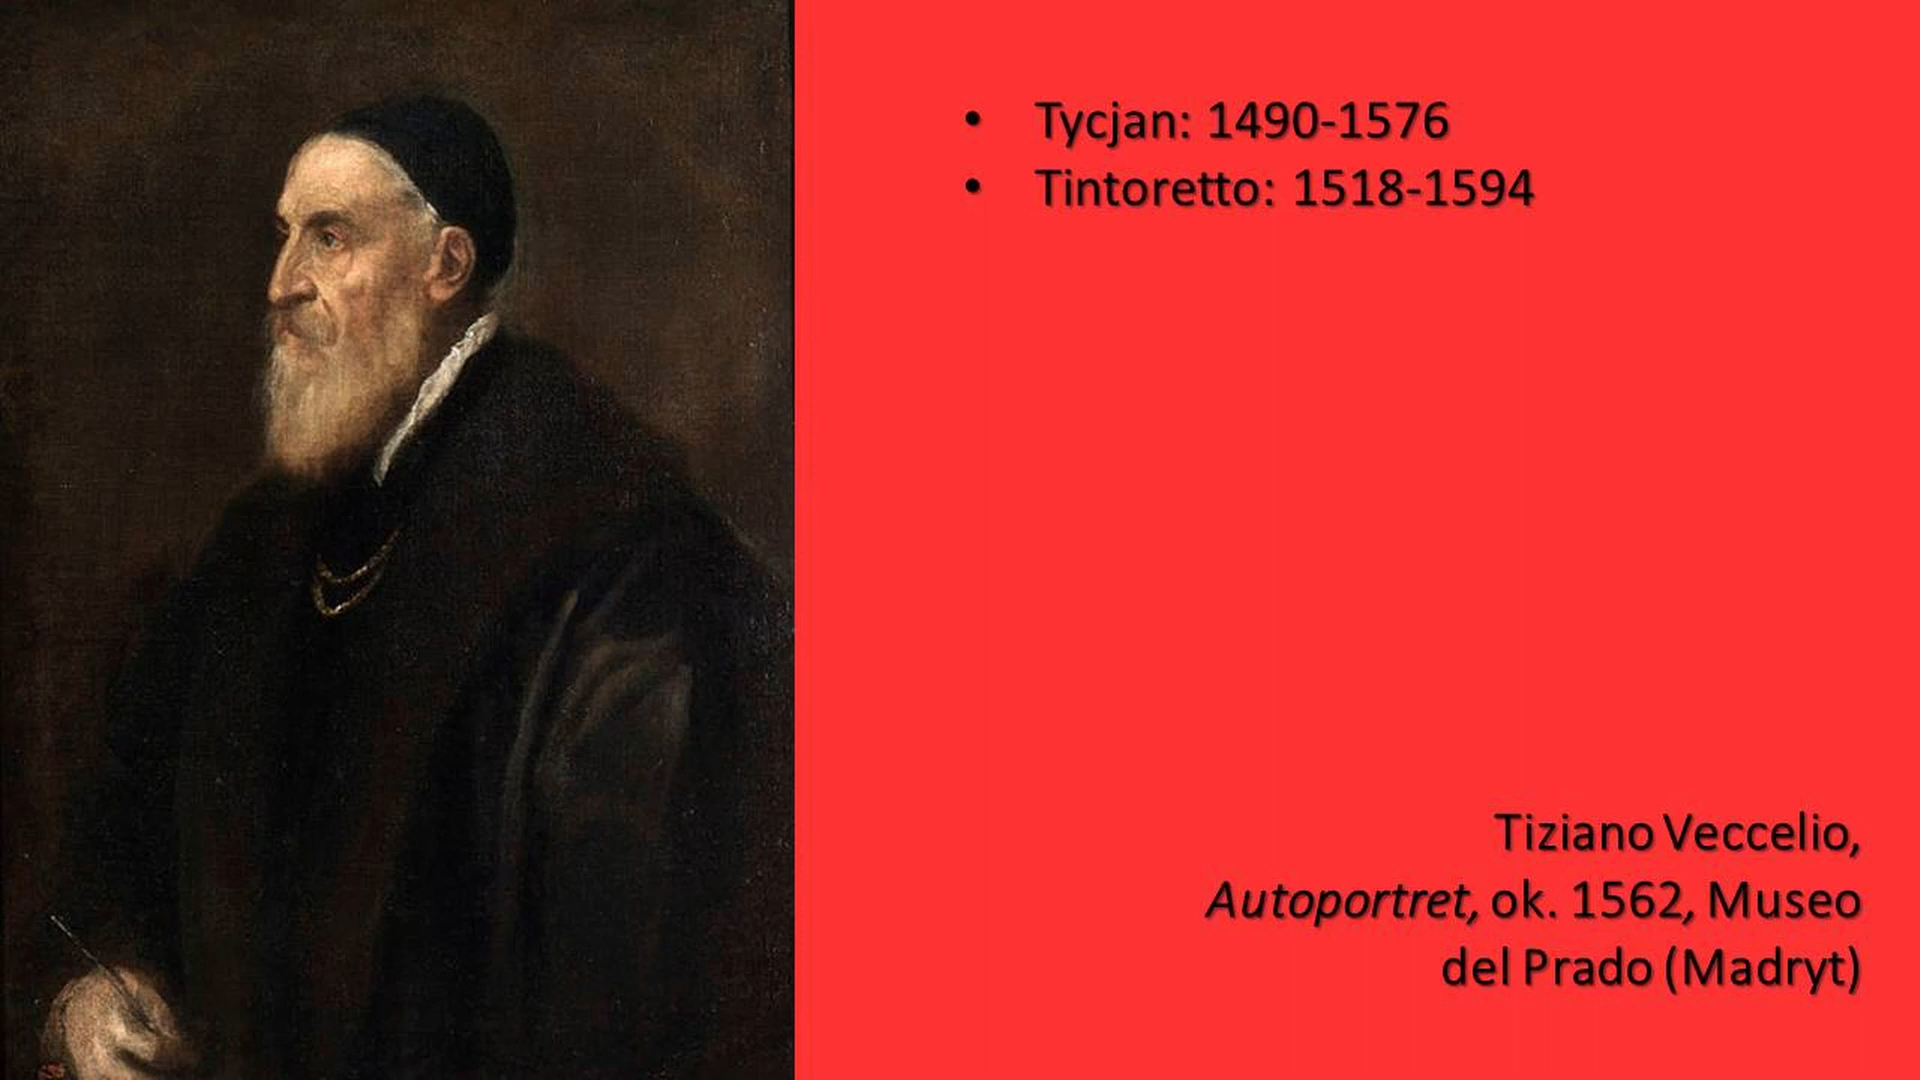 • Tycjan: 1490-1576
• Tintoretto: 1518-1594
Tiziano Veccelio,
Autoportret, ok. 1562, Museo
del Prado (Madryt)